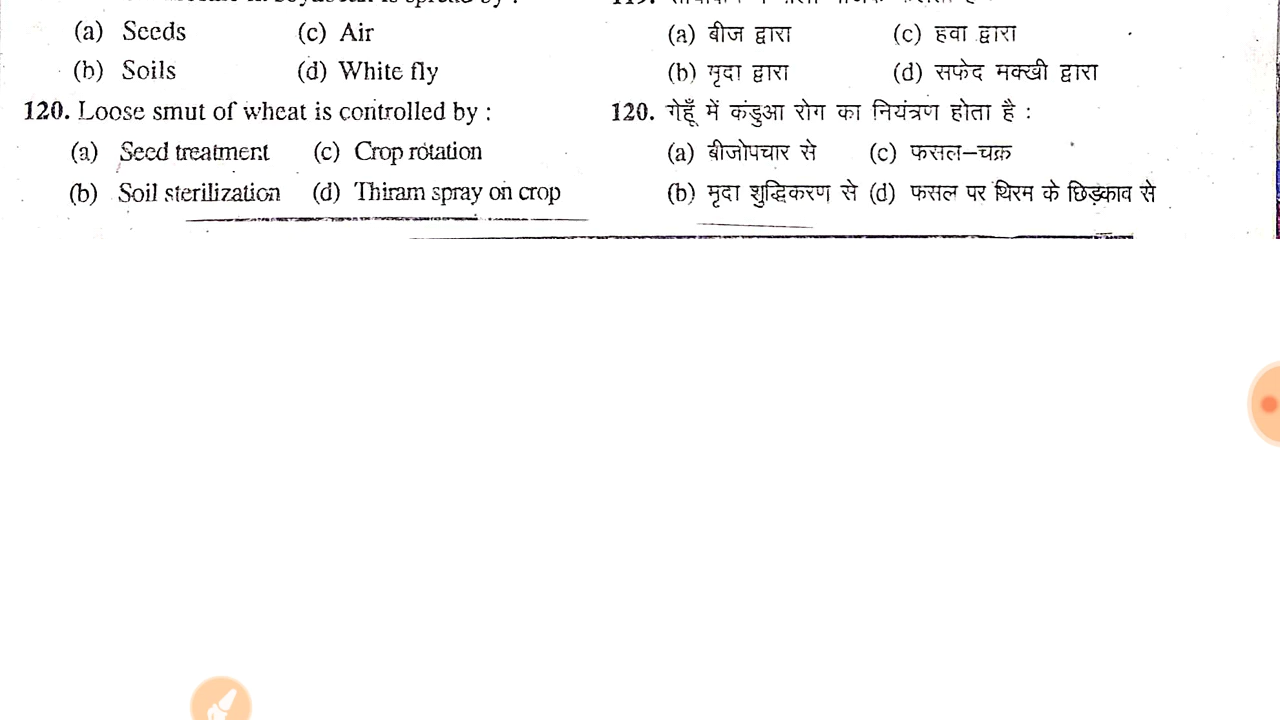 (a) Seeds (c) Air
(b) Soils (d) White fly
120. Loose smut of wheat is controlled by :
(a) Seed treatment (c) Crop rotation
(b) Soil sterilization (d) Thiram spray on crop
(a) बीज द्वारा (c) हवा द्वारा
(b) मृदा द्वारा (d) सफेद मक्खी द्वारा
120. गेहूँ में कंडुआ रोग का नियंत्रण होता है :
(a) बीजोपचार से (c) फसल–चक्र
(b) मृदा शुद्धिकरण से (d) फसल पर थिरम के छिड़काव से